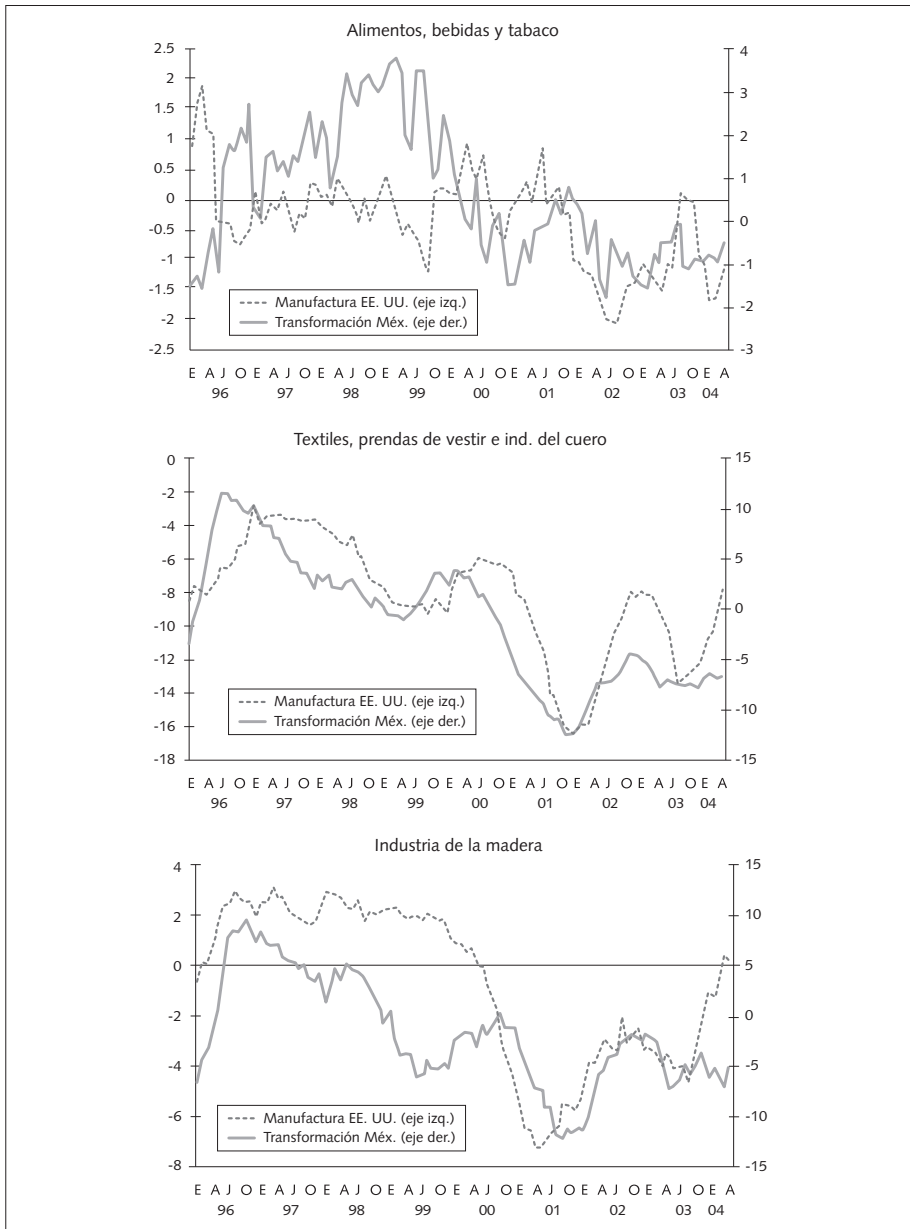 Alimentos, bebidas y tabaco
2.5 4
2 3
1.5
1 2
0.5 1
0 0
-0.5
-1 -1
-1.5 -2
-2
-2.5 -3
Manufactura EE. UU. (eje izq.)
Transformación Méx. (eje der.)
E A J O E A J O E A J O E A J O E A J O E A J O E A J O E A J O E A
96 97 98 99 00 01 02 03 04
Textiles, prendas de vestir e ind. del cuero
0 15
-2 10
-4
-6 5
-8 0
-10
-12 -5
-14 -10
-16
-18 -15
Manufactura EE. UU. (eje izq.)
Transformación Méx. (eje der.)
E A J O E A J O E A J O E A J O E A J O E A J O E A J O E A J O E A
96 97 98 99 00 01 02 03 04
Industria de la madera
4 15
2 10
0 5
-2 0
-4 -5
-6 -10
-8 -15
Manufactura EE. UU. (eje izq.)
Transformación Méx. (eje der.)
E A J O E A J O E A J O E A J O E A J O E A J O E A J O E A J O E A
96 97 98 99 00 01 02 03 04